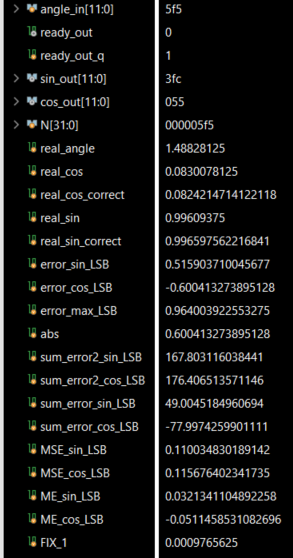 angle_in[11:0] 5f5
ready_out 0
ready_out_q 1
sin_out[11:0] 3fc
cos_out[11:0] 055
N[31:0] 000005f5
real_angle 1.48828125
real_cos 0.0830078125
real_cos_correct 0.0824214714122118
real_sin 0.99609375
real_sin_correct 0.996597562216841
error_sin_LSB 0.515903710045677
error_cos_LSB -0.600413273895128
error_max_LSB 0.964003922553275
abs 0.600413273895128
sum_error2_sin_LSB 167.803116038441
sum_error2_cos_LSB 176.406513571146
sum_error_sin_LSB 49.0045184960694
sum_error_cos_LSB -77.9974259901111
MSE_sin_LSB 0.110034830189142
MSE_cos_LSB 0.115676402341735
ME_sin_LSB 0.0321341104892258
ME_cos_LSB -0.0511458531082696
FIX_1 0.0009765625